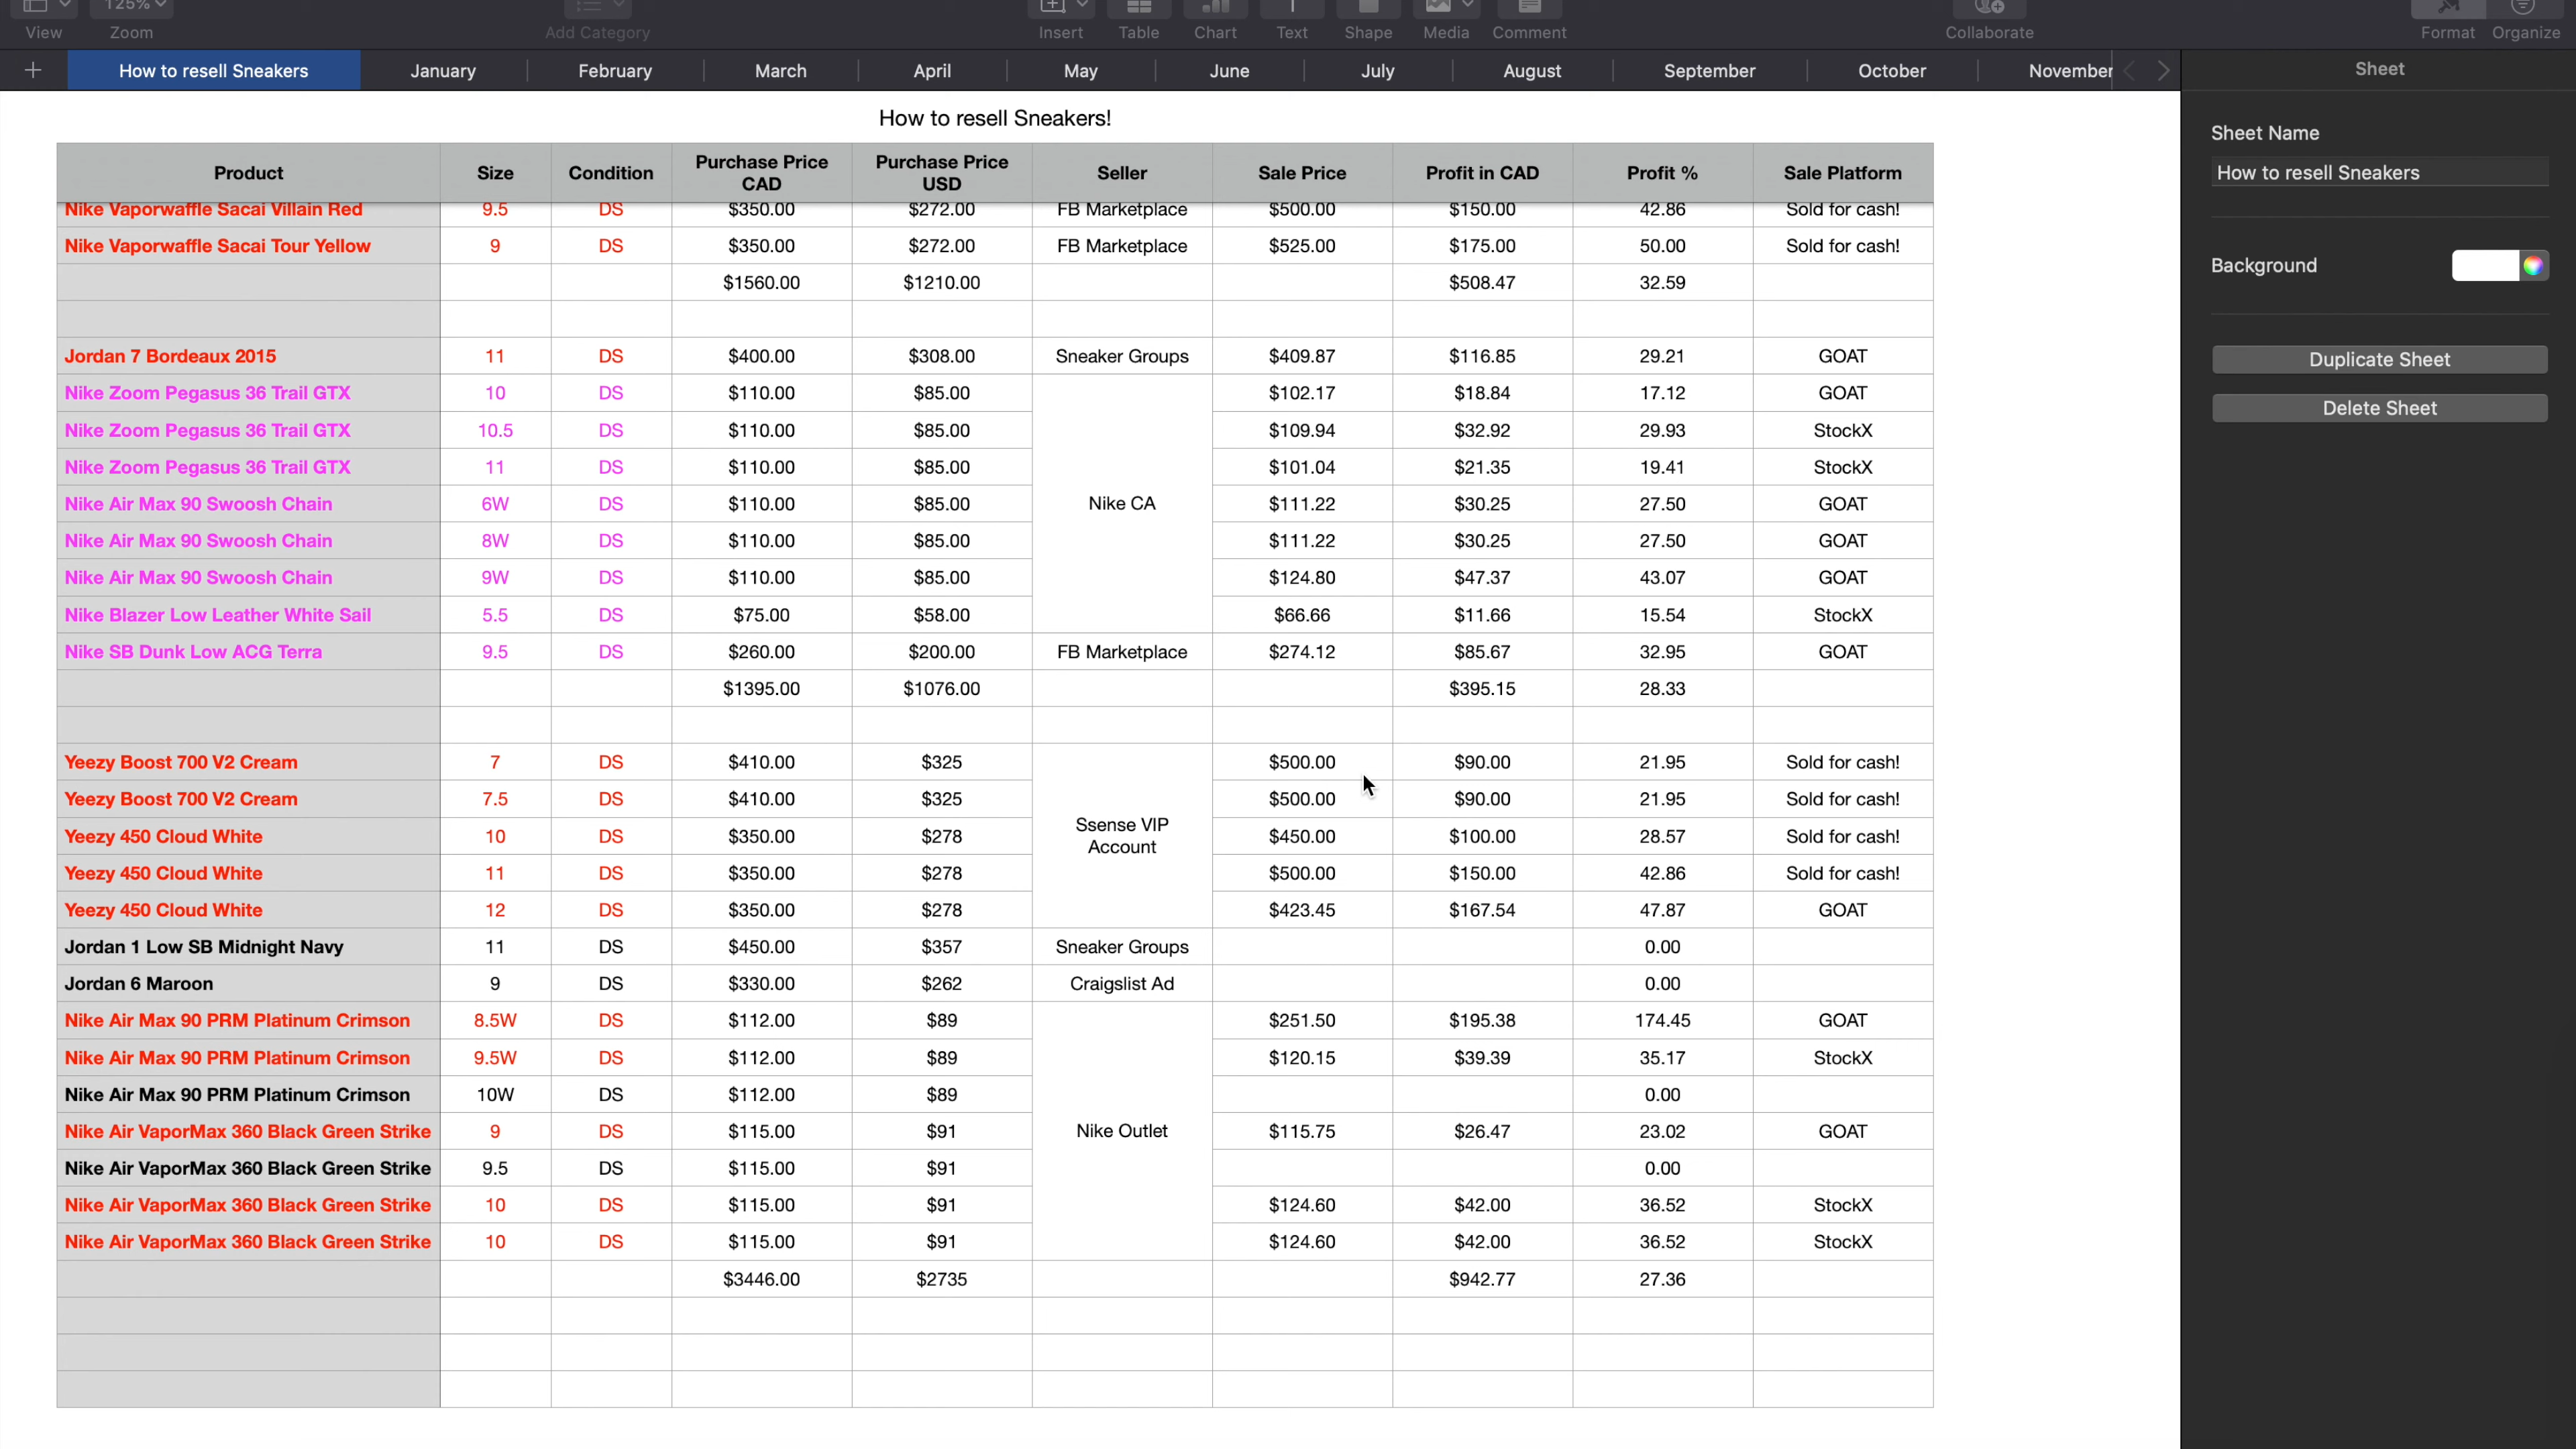 125%
View Zoom Add Category Insert Table Chart Text Shape Media Comment Collaborate Format Organize
How to resell Sneakers January February March April May June July August September October November Sheet
How to resell Sneakers!
Product Size Condition Purchase Price CAD Purchase Price USD Seller Sale Price Profit in CAD Profit % Sale Platform
Nike Vaporwaffle Sacai Villain Red 9.5 DS $350.00 $272.00 FB Marketplace $500.00 $150.00 42.86 Sold for cash!
Nike Vaporwaffle Sacai Tour Yellow 9 DS $350.00 $272.00 FB Marketplace $525.00 $175.00 50.00 Sold for cash!
$1560.00 $1210.00 $508.47 32.59
Jordan 7 Bordeaux 2015 11 DS $400.00 $308.00 Sneaker Groups $409.87 $116.85 29.21 GOAT
Nike Zoom Pegasus 36 Trail GTX 10 DS $110.00 $85.00 $102.17 $18.84 17.12 GOAT
Nike Zoom Pegasus 36 Trail GTX 10.5 DS $110.00 $85.00 $109.94 $32.92 29.93 StockX
Nike Zoom Pegasus 36 Trail GTX 11 DS $110.00 $85.00 $101.04 $21.35 19.41 StockX
Nike Air Max 90 Swoosh Chain 6W DS $110.00 $85.00 Nike CA $111.22 $30.25 27.50 GOAT
Nike Air Max 90 Swoosh Chain 8W DS $110.00 $85.00 $111.22 $30.25 27.50 GOAT
Nike Air Max 90 Swoosh Chain 9W DS $110.00 $85.00 $124.80 $47.37 43.07 GOAT
Nike Blazer Low Leather White Sail 5.5 DS $75.00 $58.00 $66.66 $11.66 15.54 StockX
Nike SB Dunk Low ACG Terra 9.5 DS $260.00 $200.00 FB Marketplace $274.12 $85.67 32.95 GOAT
$1395.00 $1076.00 $395.15 28.33
Yeezy Boost 700 V2 Cream 7 DS $410.00 $325 $500.00 $90.00 21.95 Sold for cash!
Yeezy Boost 700 V2 Cream 7.5 DS $410.00 $325 $500.00 $90.00 21.95 Sold for cash!
Yeezy 450 Cloud White 10 DS $350.00 $278 Ssense VIP Account $450.00 $100.00 28.57 Sold for cash!
Yeezy 450 Cloud White 11 DS $350.00 $278 $500.00 $150.00 42.86 Sold for cash!
Yeezy 450 Cloud White 12 DS $350.00 $278 $423.45 $167.54 47.87 GOAT
Jordan 1 Low SB Midnight Navy 11 DS $450.00 $357 Sneaker Groups 0.00
Jordan 6 Maroon 9 DS $330.00 $262 Craigslist Ad 0.00
Nike Air Max 90 PRM Platinum Crimson 8.5W DS $112.00 $89 $251.50 $195.38 174.45 GOAT
Nike Air Max 90 PRM Platinum Crimson 9.5W DS $112.00 $89 $120.15 $39.39 35.17 StockX
Nike Air Max 90 PRM Platinum Crimson 10W DS $112.00 $89 0.00
Nike Air VaporMax 360 Black Green Strike 9 DS $115.00 $91 Nike Outlet $115.75 $26.47 23.02 GOAT
Nike Air VaporMax 360 Black Green Strike 9.5 DS $115.00 $91 0.00
Nike Air VaporMax 360 Black Green Strike 10 DS $115.00 $91 $124.60 $42.00 36.52 StockX
Nike Air VaporMax 360 Black Green Strike 10 DS $115.00 $91 $124.60 $42.00 36.52 StockX
$3446.00 $2735 $942.77 27.36
Sheet Name
How to resell Sneakers
Background
Duplicate Sheet
Delete Sheet